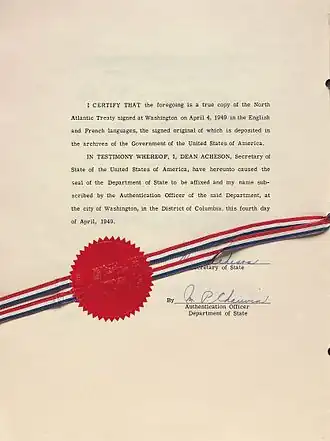 I CERTIFY THAT the foregoing is a true copy of the North
Atlantic Treaty signed at Washington on April 4, 1949 in the English
and French languages, the signed original of which is deposited in
the archives of the Government of the United States of America.
IN TESTIMONY WHEREOF, I, DEAN ACHESON, Secretary of
State of the United States of America, have hereunto caused the
seal of the Department of State to be affixed and my name sub-
scribed by the Authentication Officer of the said Department, at
the city of Washington, in the District of Columbus, this fourth day
of April, 1949.
Acheson
Secretary of State
By M. P. Chauvin
Authentication Officer
Department of State